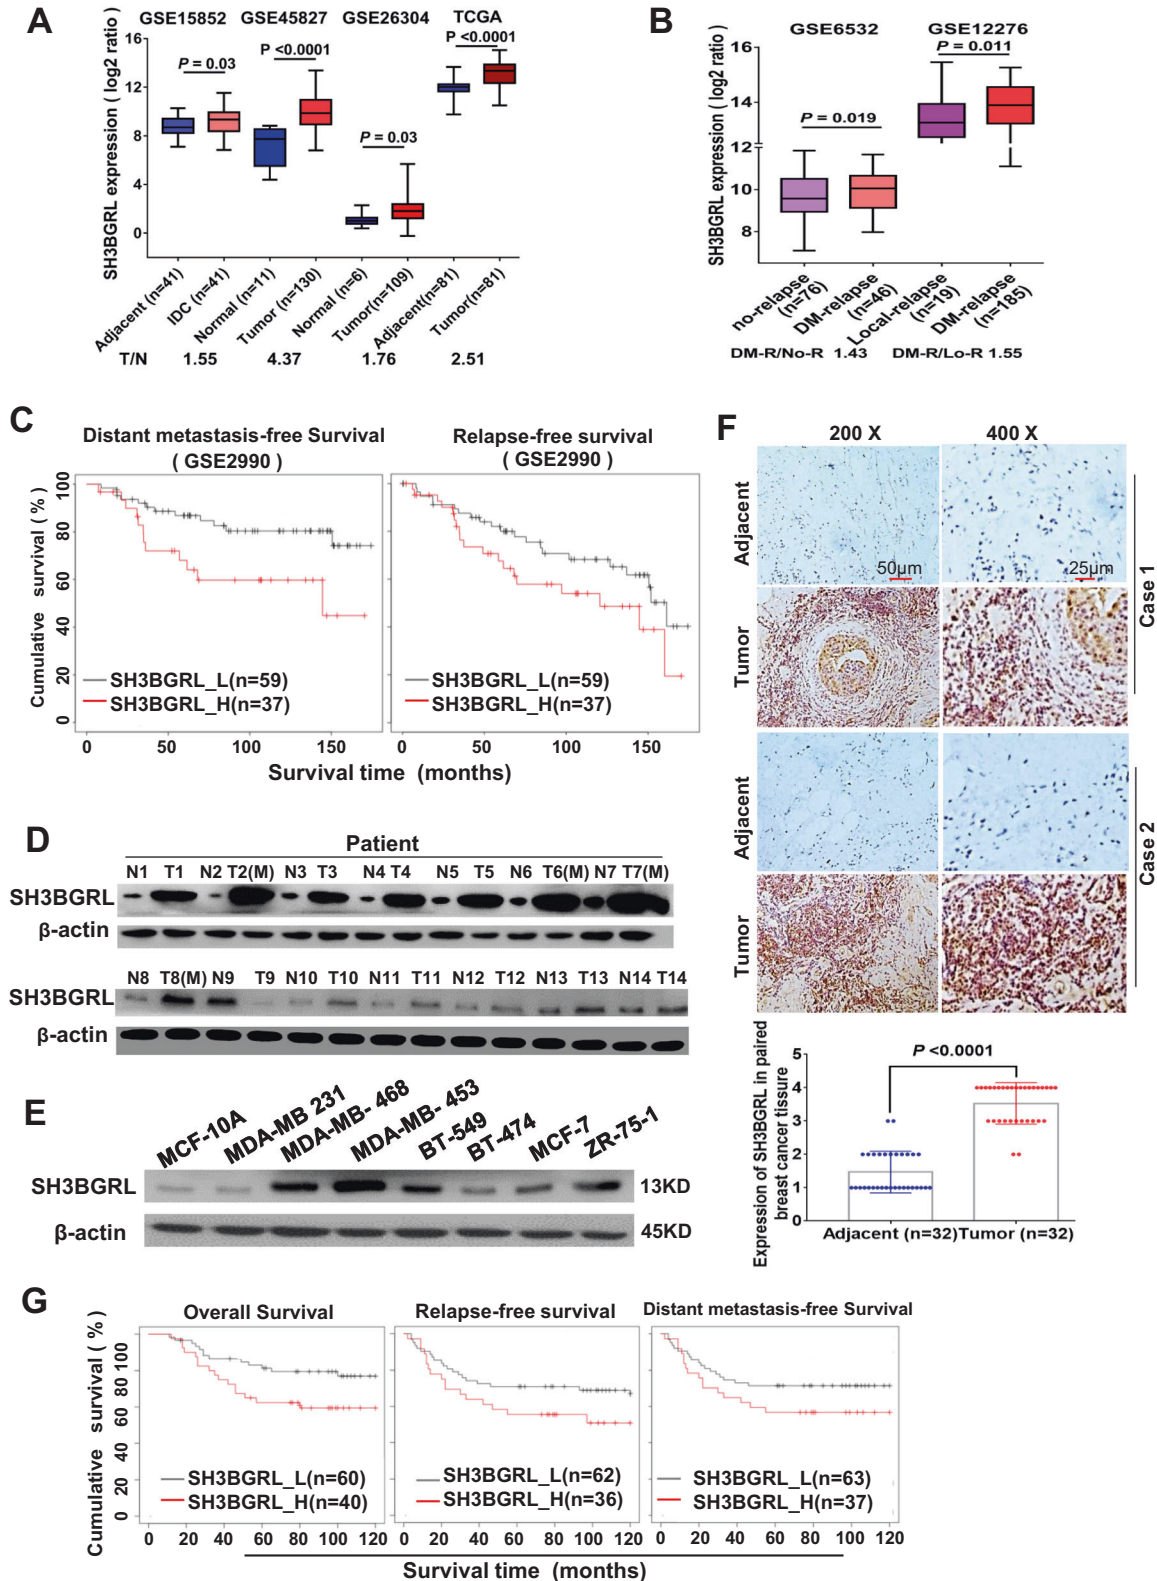 A
GSE15852 GSE45827 GSE26304 TCGA
P = 0.03
P <0.0001
P = 0.03
P <0.0001
SH3BGRL expression ( log2 ratio )
16
12
8
4
0
Adjacent (n=41)
IDC (n=41)
Normal (n=11)
Tumor (n=130)
Normal (n=6)
Tumor(n=109)
Adjacent(n=81)
Tumor(n=81)
T/N 1.55 4.37 1.76 2.51
B
GSE6532 GSE12276
P = 0.019
P = 0.011
SH3BGRL expression ( log2 ratio )
16
14
12
10
8
no-relapse
(n=76)
DM-relapse
(n=46)
Local-relapse
(n=19)
DM-relapse
(n=185)
DM-R/No-R 1.43 DM-R/Lo-R 1.55
C
Distant metastasis-free Survival
( GSE2990 )
Relapse-free survival
( GSE2990 )
Cumulative survival ( % )
100
80
60
40
20
0
SH3BGRL_L(n=59)
SH3BGRL_H(n=37)
SH3BGRL_L(n=59)
SH3BGRL_H(n=37)
0 50 100 150
0 50 100 150
Survival time (months)
D
Patient
N1 T1 N2 T2(M) N3 T3 N4 T4 N5 T5 N6 T6(M) N7 T7(M)
SH3BGRL
β-actin
N8 T8(M) N9 T9 N10 T10 N11 T11 N12 T12 N13 T13 N14 T14
SH3BGRL
β-actin
E
MCF-10A
MDA-MB 231
MDA-MB- 468
MDA-MB- 453
BT-549
BT-474
MCF-7
ZR-75-1
SH3BGRL 13KD
β-actin 45KD
F
200 X 400 X
Adjacent
50μm 25μm
Tumor
Case 1
Adjacent
Tumor
Case 2
Expression of SH3BGRL in paired
breast cancer tissue
P <0.0001
5
4
3
2
1
0
Adjacent (n=32)Tumor (n=32)
G
Overall Survival
Relapse-free survival
Distant metastasis-free Survival
Cumulative survival ( % )
100
80
60
40
20
0
SH3BGRL_L(n=60)
SH3BGRL_H(n=40)
SH3BGRL_L(n=62)
SH3BGRL_H(n=36)
SH3BGRL_L(n=63)
SH3BGRL_H(n=37)
0 20 40 60 80 100 120
0 20 40 60 80 100 120
0 20 40 60 80 100 120
Survival time (months)